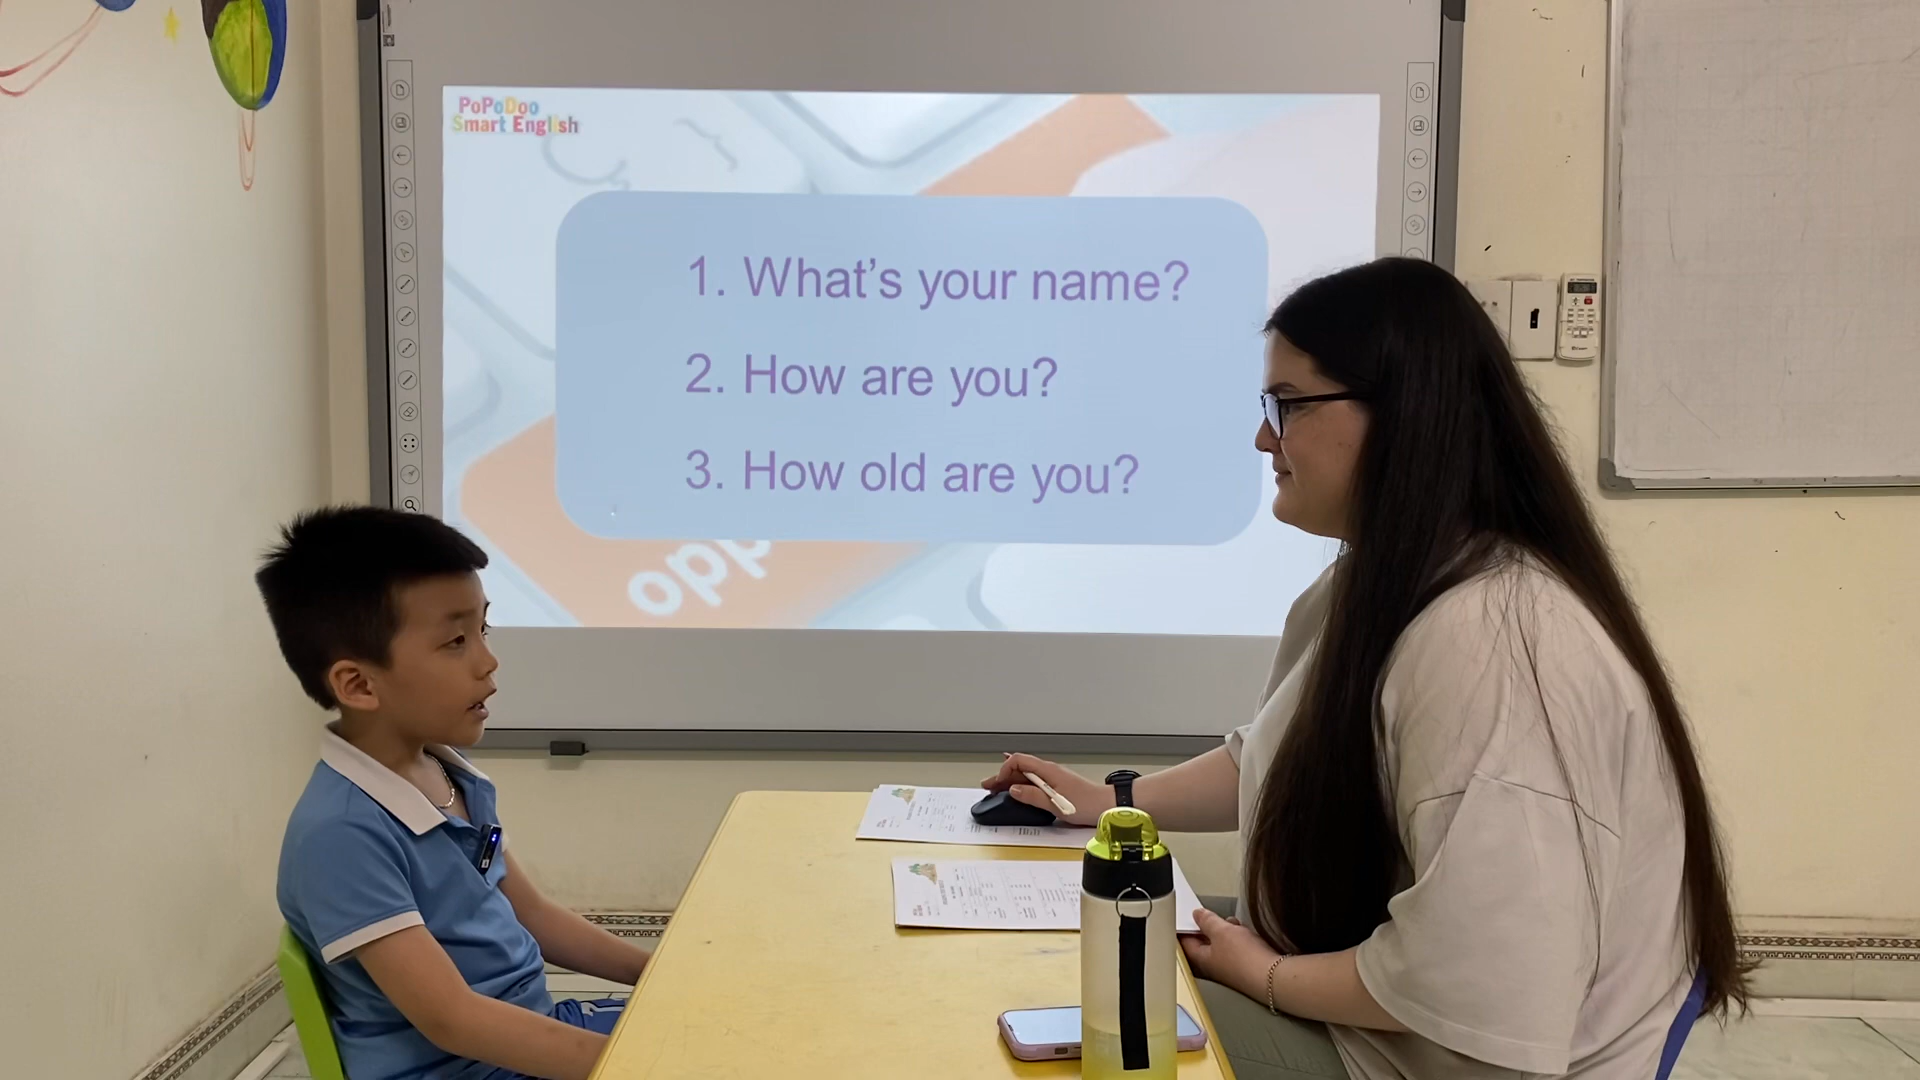 PoPoDoo
Smart English
1. What's your name?
2. How are you?
3. How old are you?
opp